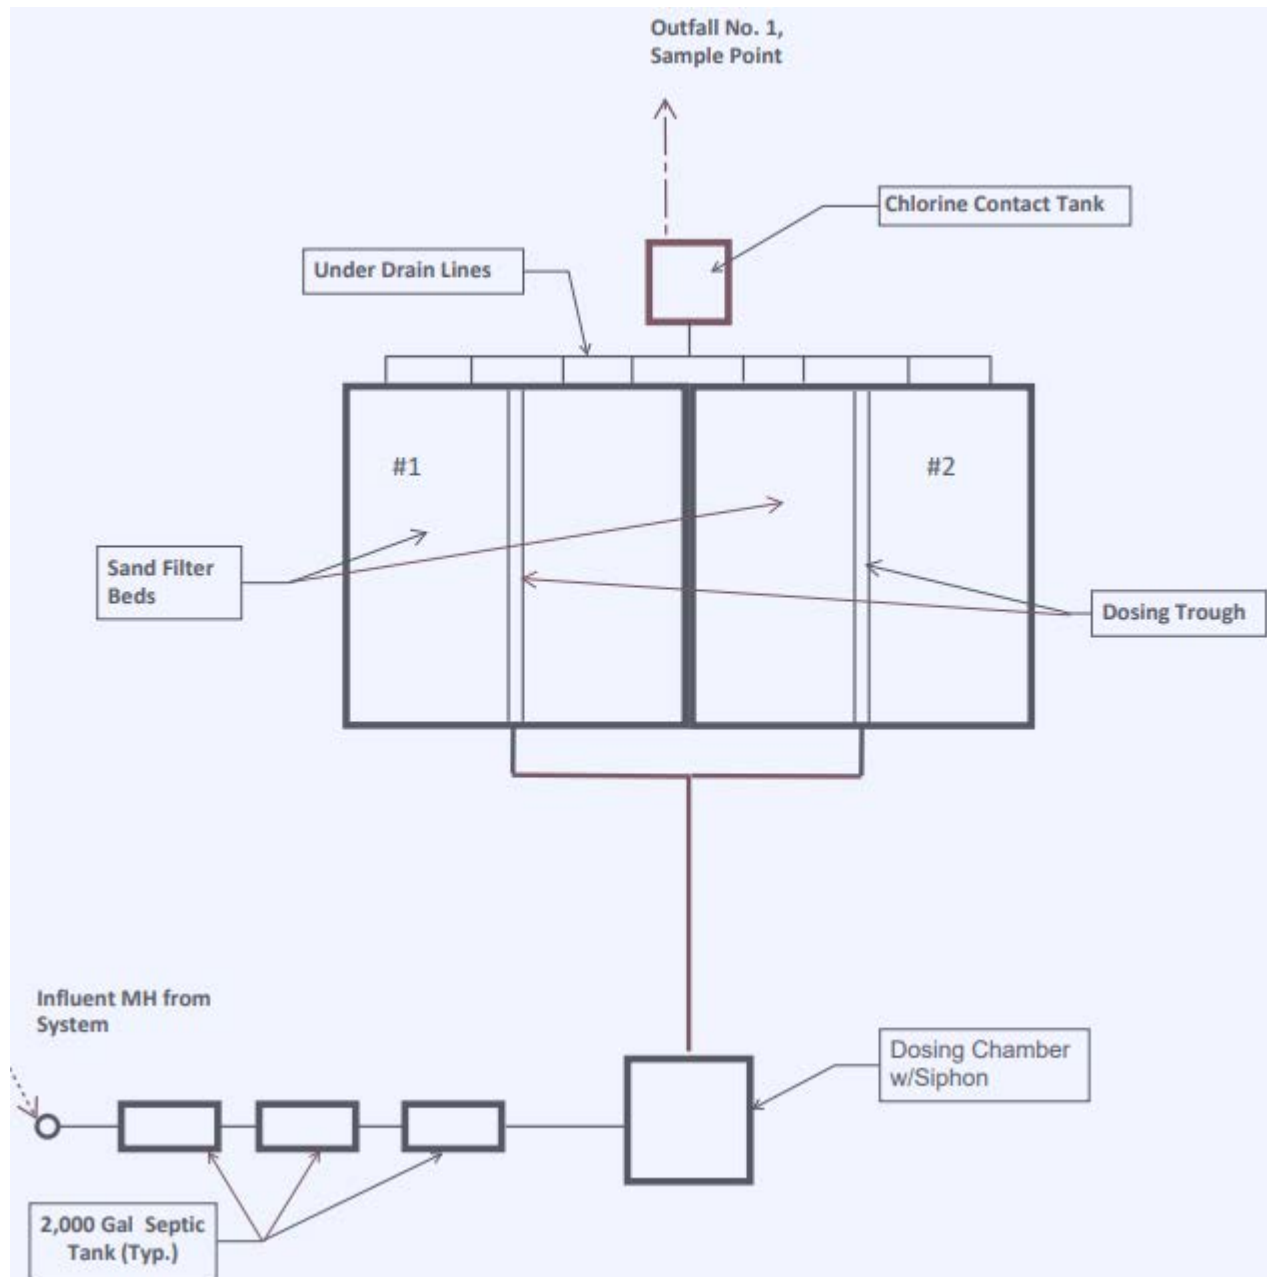 Outfall No. 1,
Sample Point
Chlorine Contact Tank
Under Drain Lines
#1
#2
Sand Filter
Beds
Dosing Trough
Influent MH from
System
Dosing Chamber
w/Siphon
2,000 Gal Septic
Tank (Typ.)